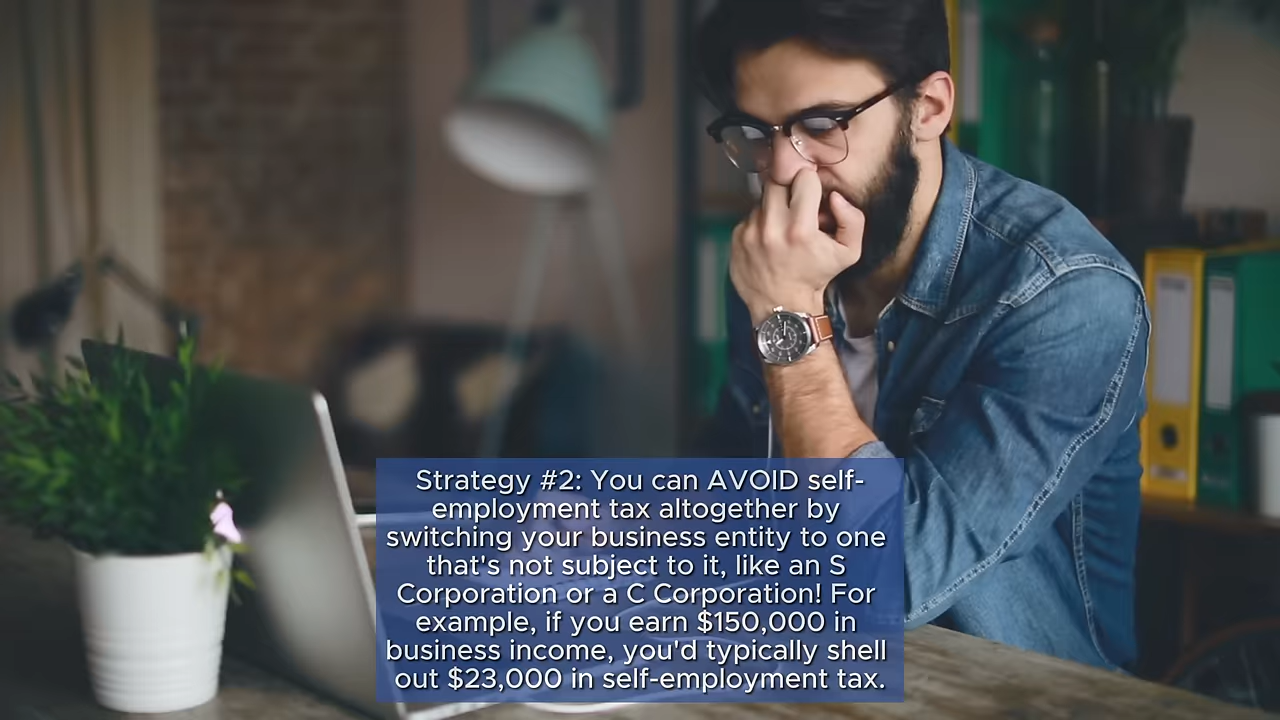 Strategy #2: You can AVOID self-
employment tax altogether by
switching your business entity to one
that's not subject to it, like an S
Corporation or a C Corporation! For
example, if you earn $150,000 in
business income, you'd typically shell
out $23,000 in self-employment tax.